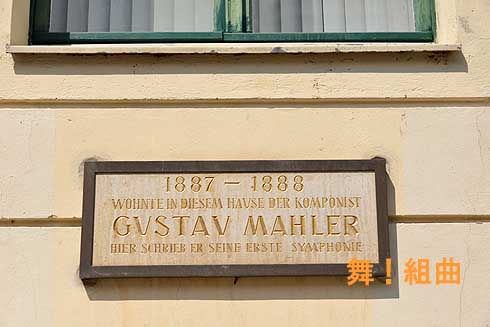 1887 – 1888
WOHNTE IN DIESEM HAUSE DER KOMPONIST
GVSTAV MAHLER
HIER SCHRIEB ER SEINE ERSTE SYMPHONIE
舞！組曲